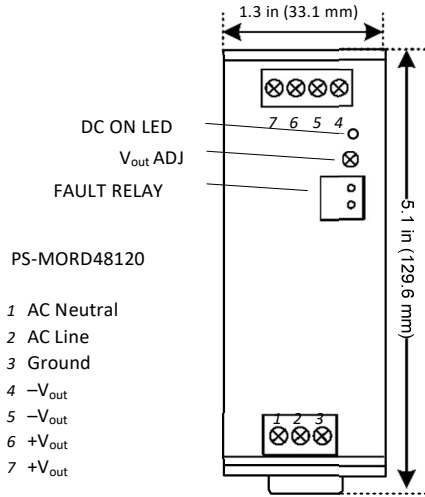 1.3 in (33.1 mm)
7 6 5 4
DC ON LED
Vout ADJ
FAULT RELAY
5.1 in (129.6 mm)
PS-MORD48120
1 AC Neutral
2 AC Line
3 Ground
4 –Vout
5 –Vout
6 +Vout
7 +Vout
1 2 3